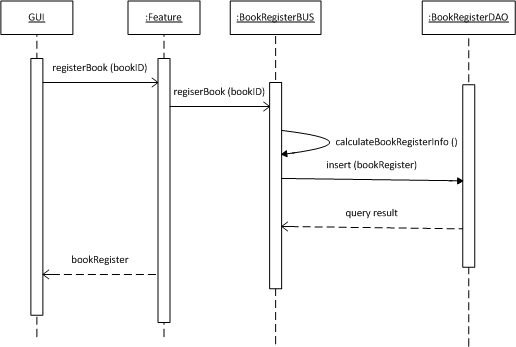 GUI
:Feature
:BookRegisterBUS
:BookRegisterDAO
registerBook (bookID)
regiserBook (bookID)
calculateBookRegisterInfo ()
insert (bookRegister)
query result
bookRegister